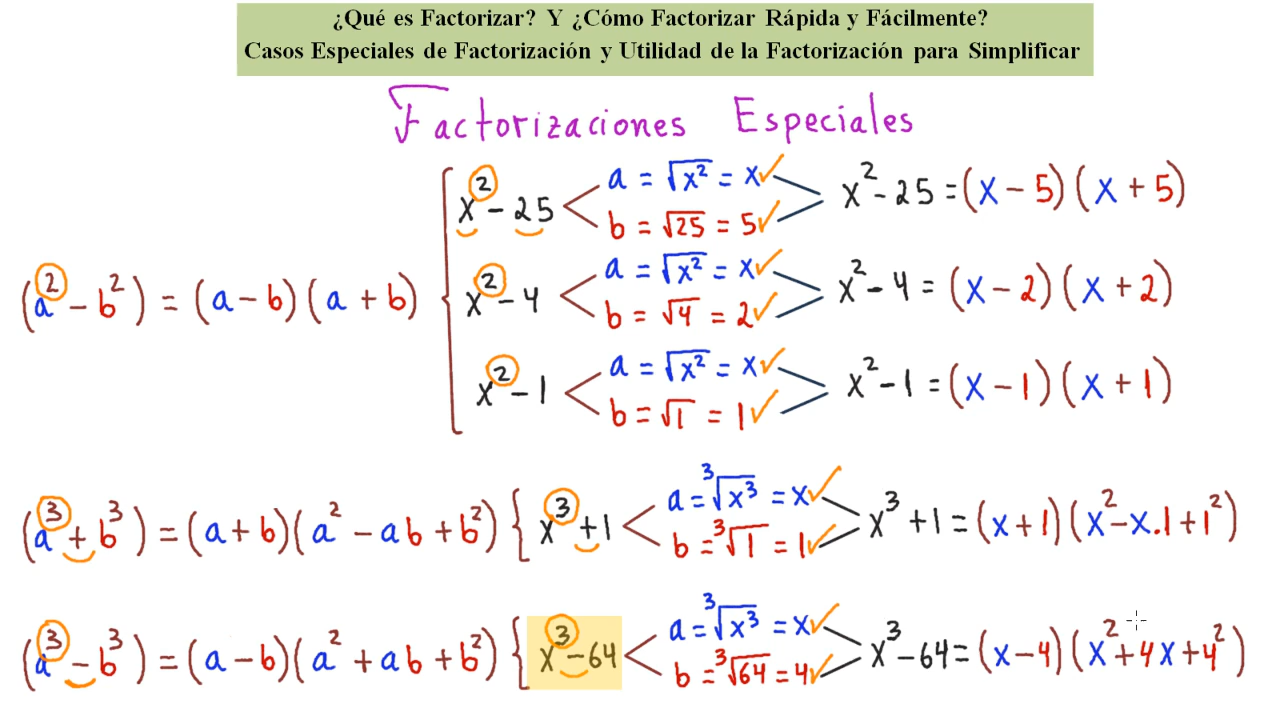 ¿Qué es Factorizar? Y ¿Cómo Factorizar Rápida y Fácilmente?
Casos Especiales de Factorización y Utilidad de la Factorización para Simplificar
Factorizaciones Especiales
(a² - b²) = (a - b)(a + b)
x² - 25
a = √x² = x✓
b = √25 = 5✓
x² - 25 = (x - 5)(x + 5)
x² - 4
a = √x² = x✓
b = √4 = 2✓
x² - 4 = (x - 2)(x + 2)
x² - 1
a = √x² = x✓
b = √1 = 1✓
x² - 1 = (x - 1)(x + 1)
(a³ + b³) = (a + b)(a² - ab + b²) { x³ + 1
a = ³√x³ = x✓
b = ³√1 = 1✓
x³ + 1 = (x + 1)(x² - x.1 + 1²)
(a³ - b³) = (a - b)(a² + ab + b²) { x³ - 64
a = ³√x³ = x✓
b = ³√64 = 4✓
x³ - 64 = (x - 4)(x² + 4x + 4²)